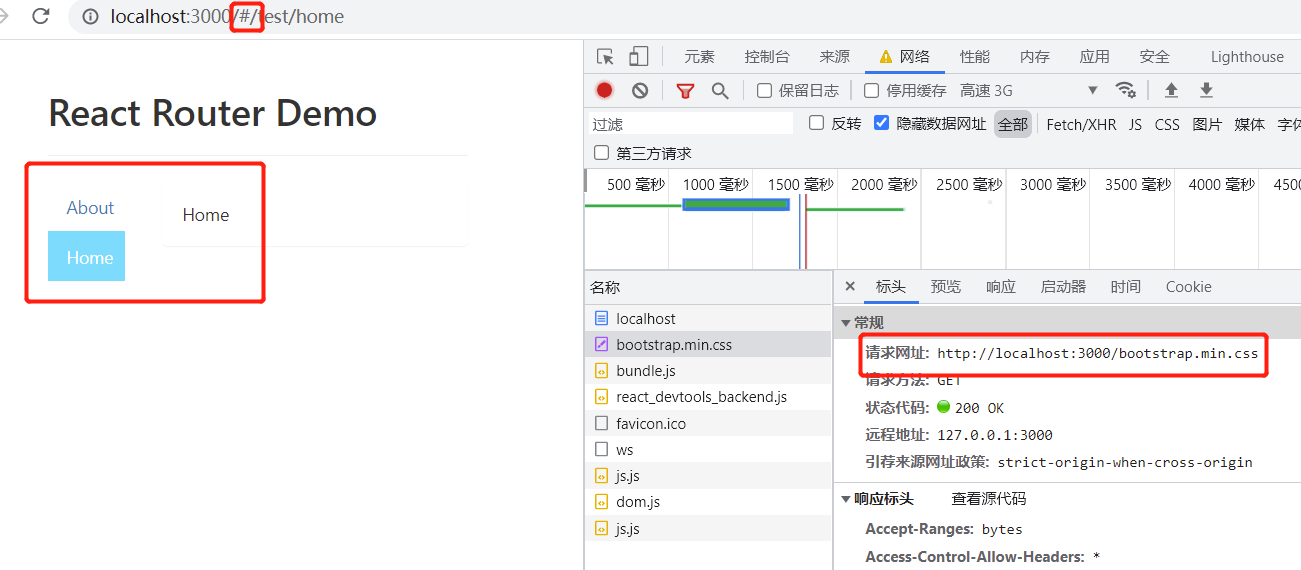 localhost:3000/#/test/home
React Router Demo
About
Home
Home
元素 控制台 来源 网络 性能 内存 应用 安全 Lighthouse
保留日志 停用缓存 高速 3G
过滤 反转 隐藏数据网址 全部 Fetch/XHR JS CSS 图片 媒体 字体
第三方请求
500 毫秒 1000 毫秒 1500 毫秒 2000 毫秒 2500 毫秒 3000 毫秒 3500 毫秒 4000 毫秒 4500
名称
localhost
bootstrap.min.css
bundle.js
react_devtools_backend.js
favicon.ico
ws
js.js
dom.js
js.js
× 标头 预览 响应 启动器 时间 Cookie
常规
请求网址: http://localhost:3000/bootstrap.min.css
请求方法: GET
状态代码: 200 OK
远程地址: 127.0.0.1:3000
引荐来源网址政策: strict-origin-when-cross-origin
响应标头 查看源代码
Accept-Ranges: bytes
Access-Control-Allow-Headers: *